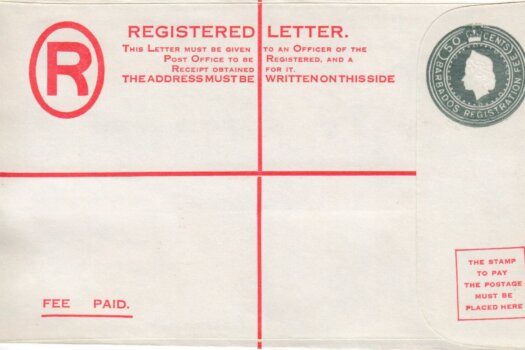 R
REGISTERED LETTER.
THIS LETTER MUST BE GIVEN TO AN OFFICER OF THE
POST OFFICE TO BE REGISTERED, AND A
RECEIPT OBTAINED FOR IT.
THE ADDRESS MUST BE WRITTEN ON THIS SIDE
50 CENTS
BARBADOS REGISTRATION FEE
FEE PAID.
THE STAMP
TO PAY
THE POSTAGE
MUST BE
PLACED HERE